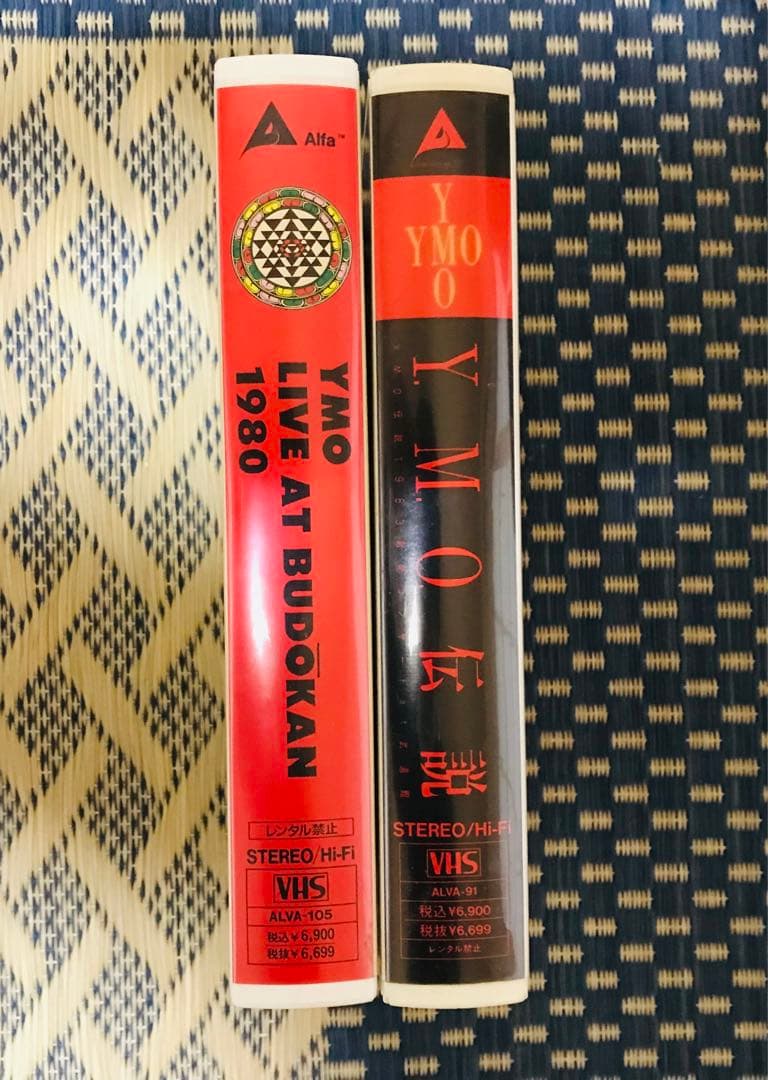 Alfa™
YMO
LIVE AT BUDŌKAN
1980
レンタル禁止
STEREO/Hi-Fi
VHS
ALVA-105
税込¥6,900
税抜¥6,699
Y
YMO
O
Y.M.O伝説
STEREO/Hi-Fi
VHS
ALVA-91
税込¥6,900
税抜¥6,699
レンタル禁止